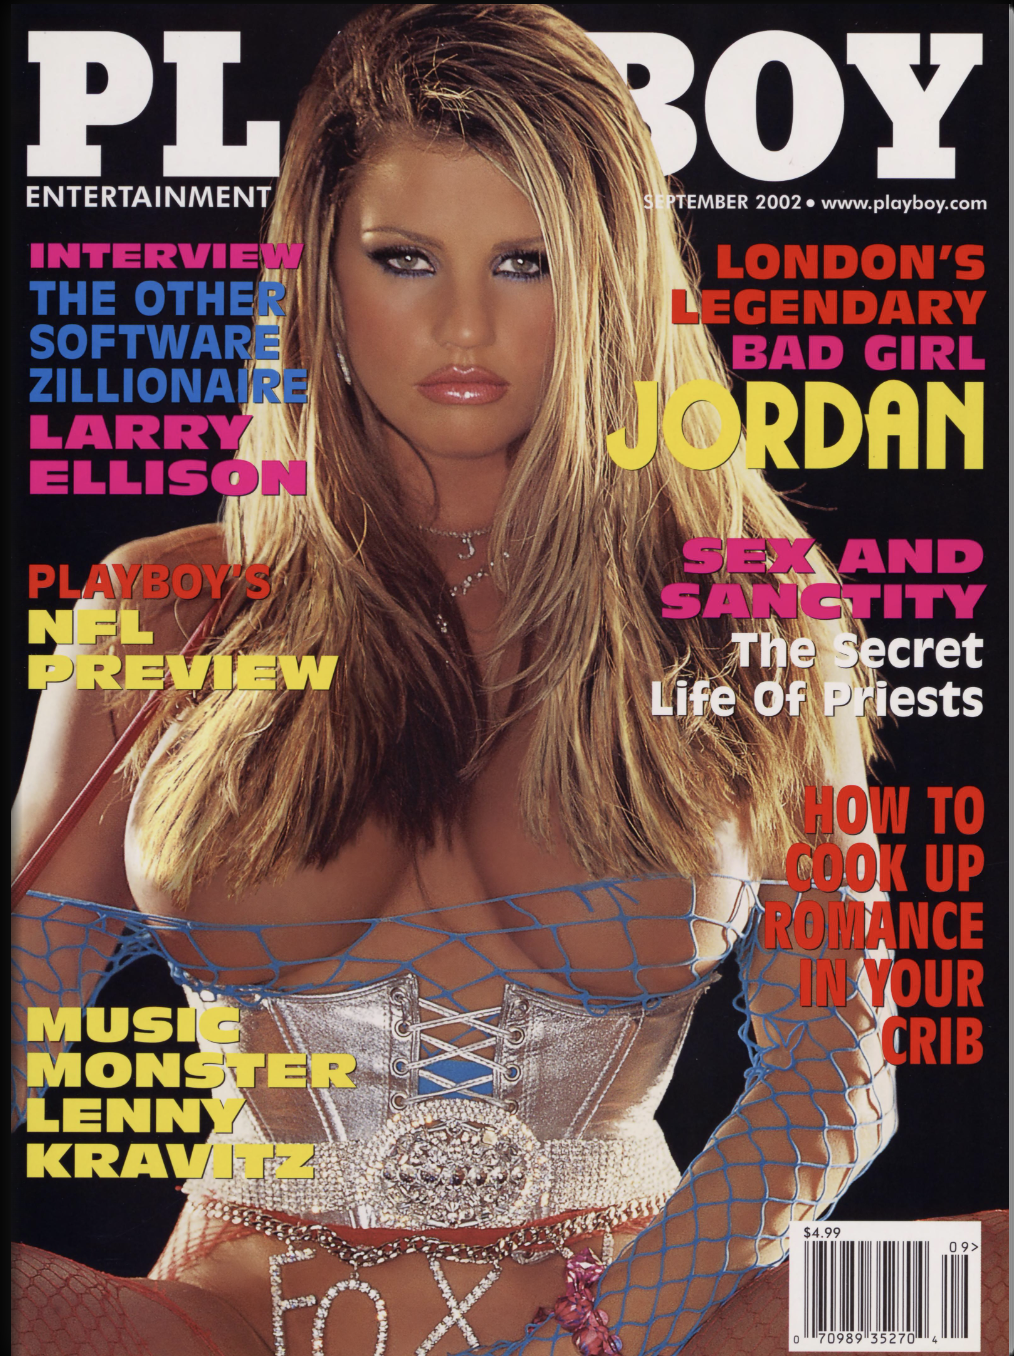 PL BOY
ENTERTAINMENT
SEPTEMBER 2002 • www.playboy.com
INTERVIEW
THE OTHER
SOFTWARE
ZILLIONAIRE
LARRY
ELLISON
PLAYBOY'S
NFL
PREVIEW
MUSIC
MONSTER
LENNY
KRAVITZ
LONDON'S
LEGENDARY
BAD GIRL
JORDAN
SEX AND
SANCTITY
The Secret
Life Of Priests
HOW TO
COOK UP
ROMANCE
IN YOUR
CRIB
J
FOX
$4.99
09>
0 70989 35270 4